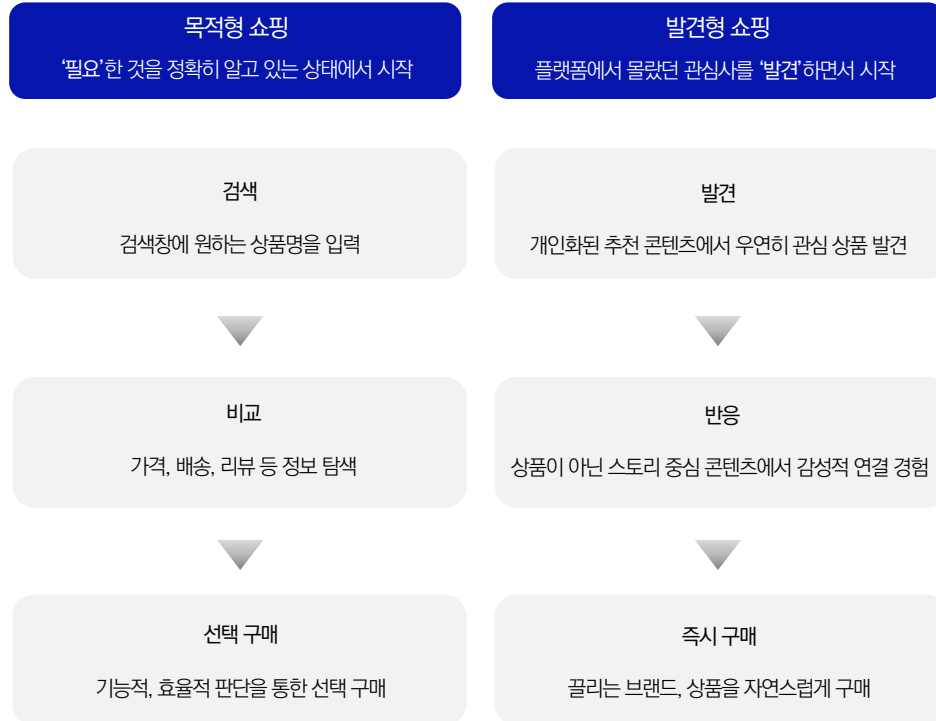 목적형 쇼핑
‘필요’한 것을 정확히 알고 있는 상태에서 시작
검색
검색창에 원하는 상품명을 입력
비교
가격, 배송, 리뷰 등 정보 탐색
선택 구매
기능적, 효율적 판단을 통한 선택 구매
발견형 쇼핑
플랫폼에서 몰랐던 관심사를 ‘발견’하면서 시작
발견
개인화된 추천 콘텐츠에서 우연히 관심 상품 발견
반응
상품이 아닌 스토리 중심 콘텐츠에서 감성적 연결 경험
즉시 구매
끌리는 브랜드, 상품을 자연스럽게 구매